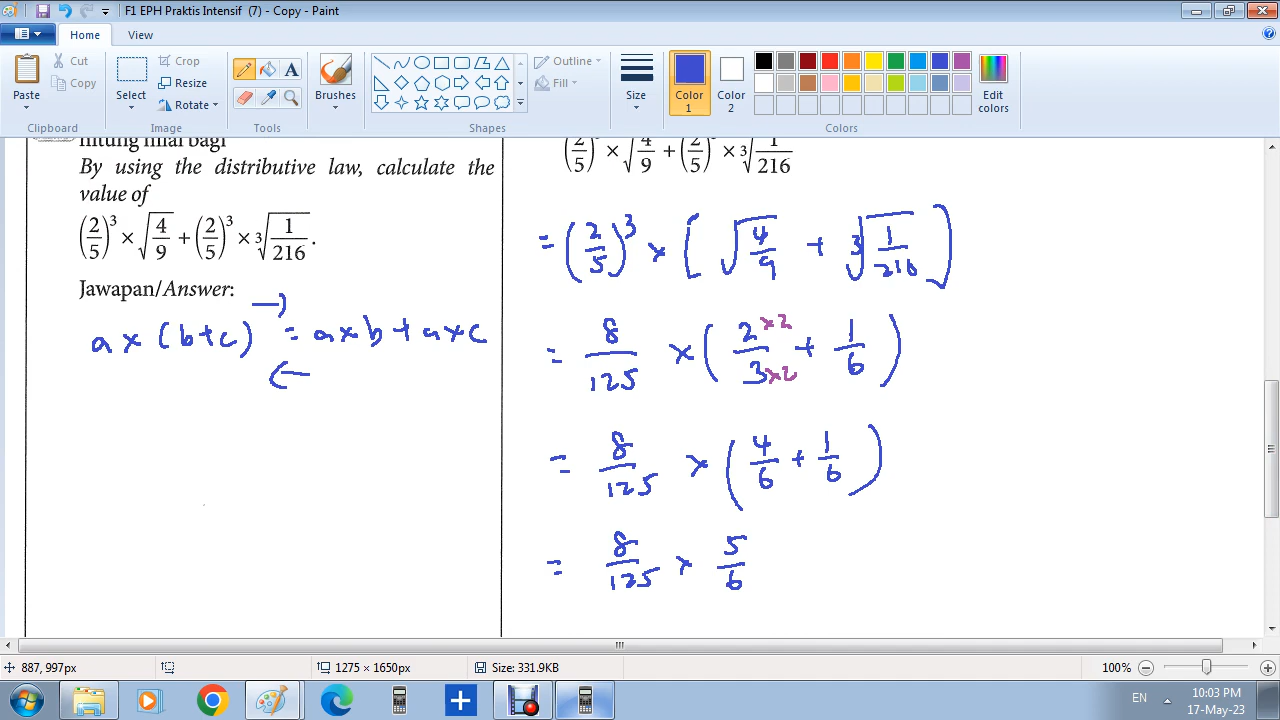 F1 EPH Praktis Intensif (7) - Copy - Paint
Home View
Paste Cut Copy
Select Crop Resize Rotate
Brushes
Outline Fill
Size
Color 1
Color 2
Edit colors
Clipboard Image Tools Shapes Colors
hitung nilai bagi
By using the distributive law, calculate the
value of
(2/5)³ × √(4/9) + (2/5)³ × ³√(1/216).
Jawapan/Answer:
a × (b+c) → = a×b + a×c
←
(2/5)³ × √(4/9) + (2/5)³ × ³√(1/216)
= (2/5)³ × [√(4/9) + ³√(1/216)]
= 8/125 × (2×2/3×2 + 1/6)
= 8/125 × (4/6 + 1/6)
= 8/125 × 5/6
887, 997px 1275 × 1650px Size: 331.9KB 100%
EN 10:03 PM
17-May-23